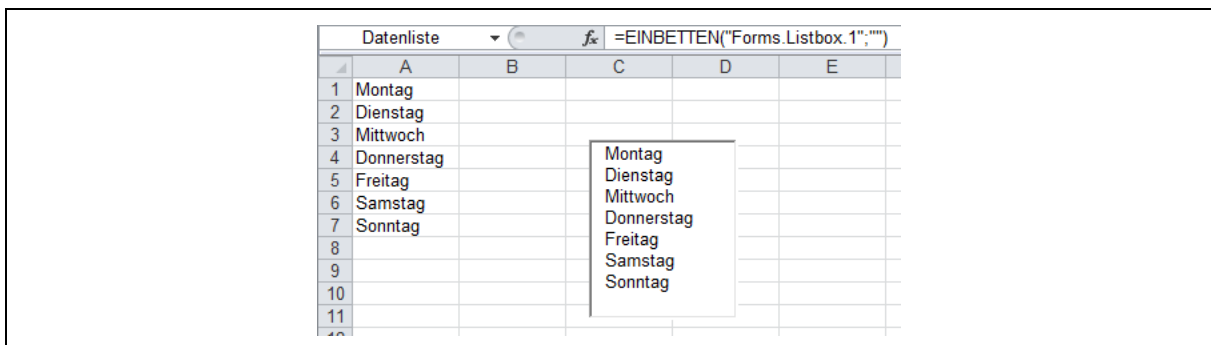 Datenliste fx =EINBETTEN("Forms.Listbox.1";"")
A B C D E
1 Montag
2 Dienstag
3 Mittwoch
4 Donnerstag
5 Freitag
6 Samstag
7 Sonntag
8
9
10
11
Montag
Dienstag
Mittwoch
Donnerstag
Freitag
Samstag
Sonntag